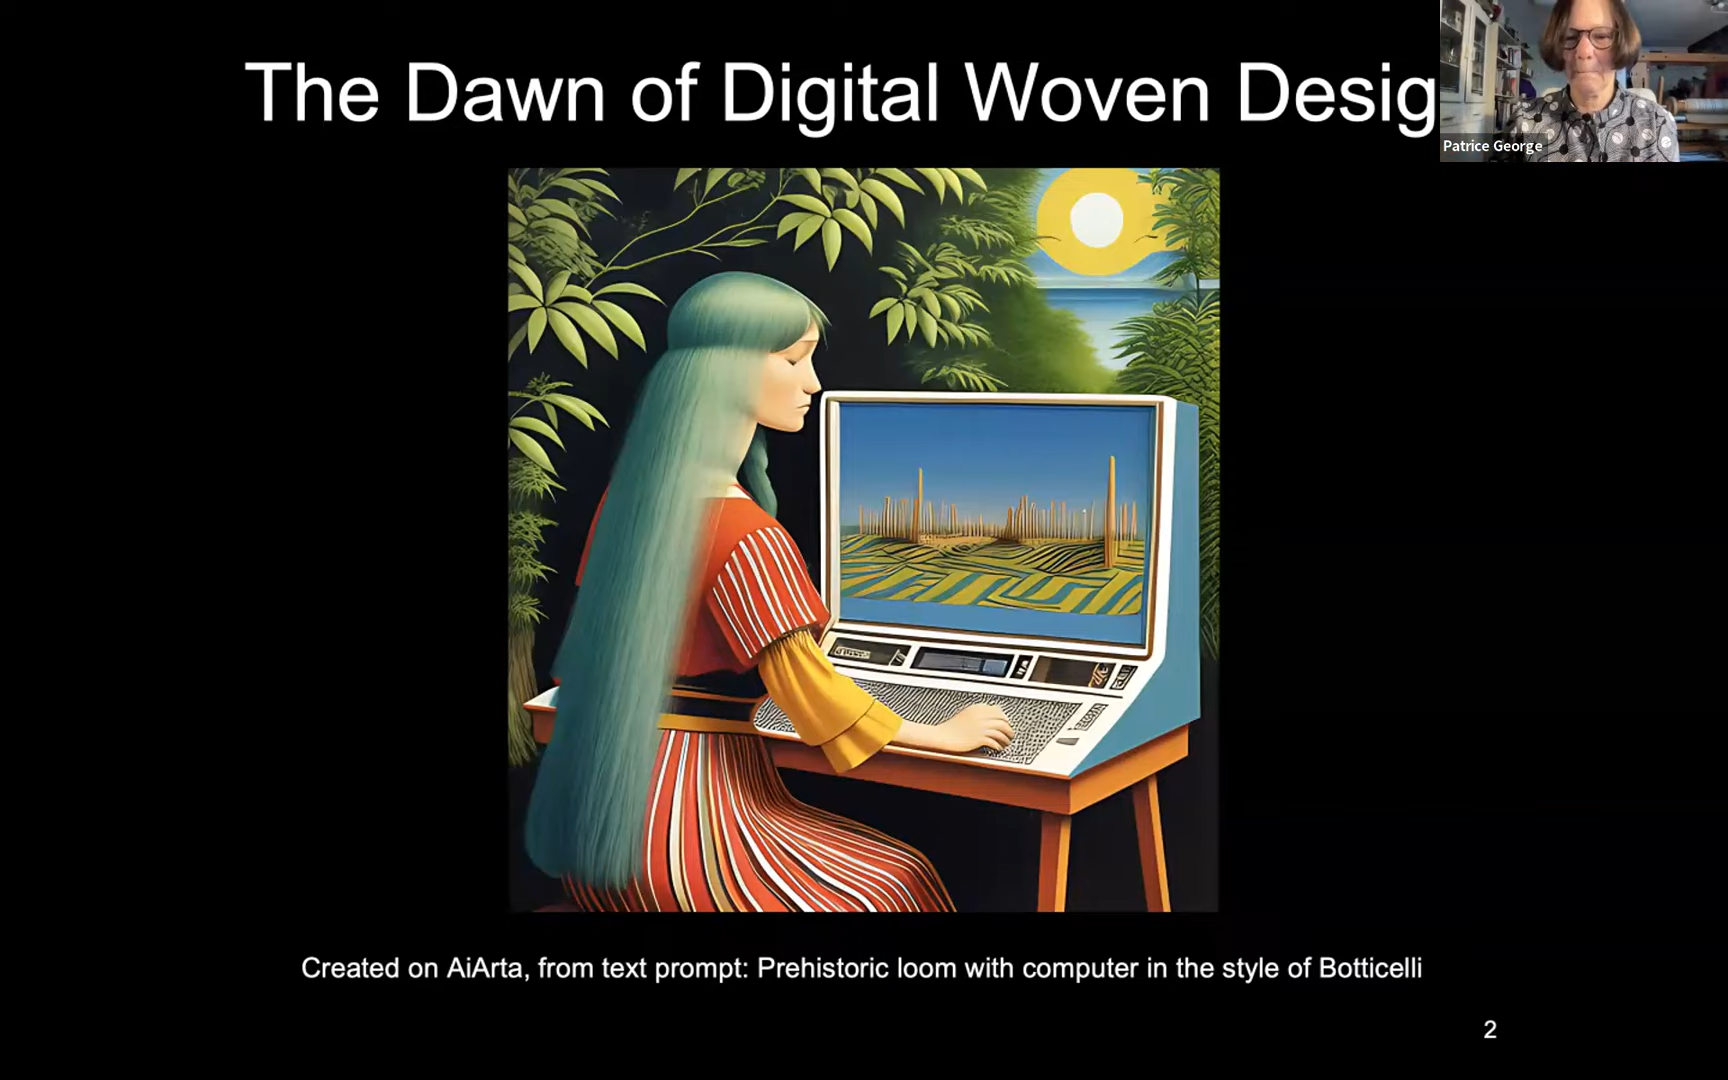 The Dawn of Digital Woven Desig
Patrice George
Created on AiArta, from text prompt: Prehistoric loom with computer in the style of Botticelli
2